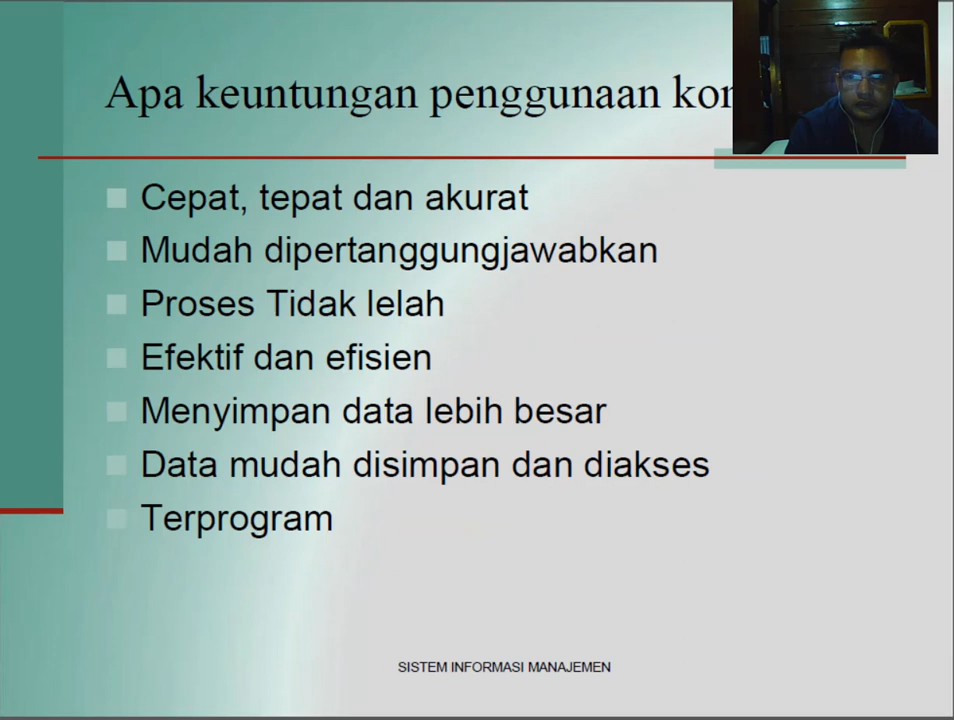 Apa keuntungan penggunaan
Cepat, tepat dan akurat
Mudah dipertanggungjawabkan
Proses Tidak lelah
Efektif dan efisien
Menyimpan data lebih besar
Data mudah disimpan dan diakses
Terprogram
SISTEM INFORMASI MANAJEMEN